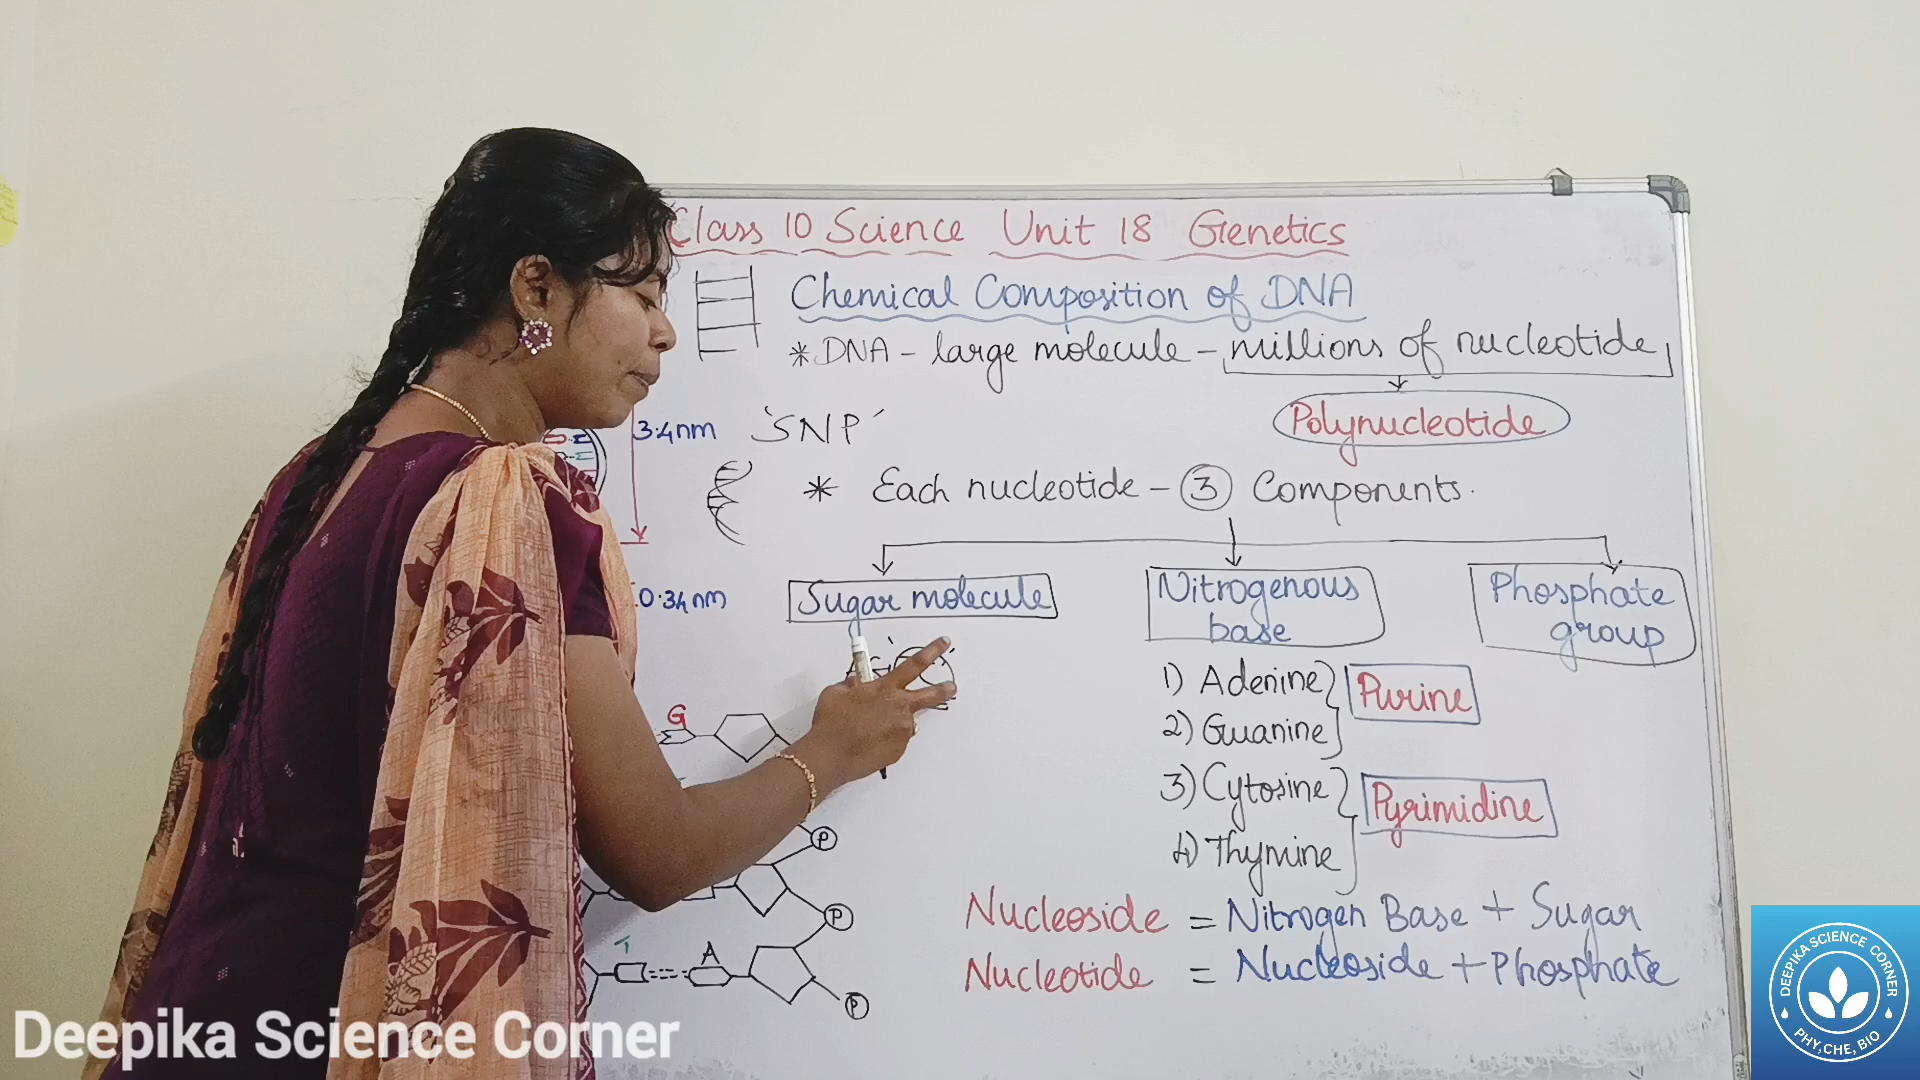 Class 10 Science Unit 18 Genetics
Chemical Composition of DNA
* DNA - large molecule - millions of nucleotide
Polynucleotide
3.4nm
'SNP'
* Each nucleotide - 3 Components.
0.34nm
Sugar molecule
Nitrogenous
base
Phosphate
group
1) Adenine
2) Guanine
Purine
3) Cytosine
4) Thymine
Pyrimidine
G
P
P
T
A
P
Nucleoside = Nitrogen Base + Sugar
Nucleotide = Nucleoside + Phosphate
Deepika Science Corner
DEEPIKA SCIENCE CORNER
PHY, CHE, BIO